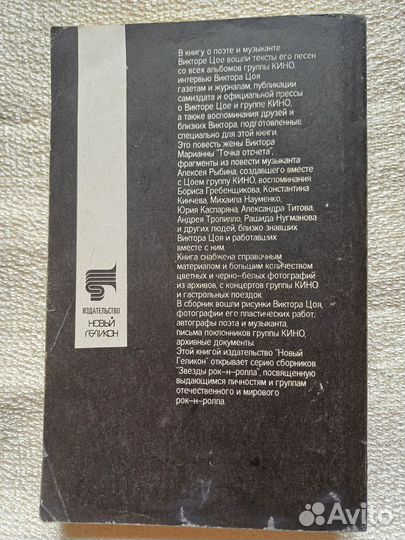 В книгу о поэте и музыканте
Викторе Цое вошли тексты его песен
со всех альбомов группы КИНО,
интервью Виктора Цоя
газетам и журналам, публикации
самиздата и официальной прессы
о Викторе Цое и группе КИНО,
а также воспоминания друзей и
близких Виктора, подготовленные
специально для этой книги.
Это повесть жены Виктора
Марианны "Точка отсчета",
фрагменты из повести музыканта
Алексея Рыбина, создавшего вместе
с Цоем группу КИНО, воспоминания
Бориса Гребенщикова, Константина
Кинчева, Михаила Науменко,
Юрия Каспаряна, Александра Титова,
Андрея Тропилло, Рашида Нугманова
и других людей, близко знавших
Виктора Цоя и работавших
вместе с ним.
Книга снабжена справочным
материалом и большим количеством
цветных и черно-белых фотографий
из архивов, с концертов группы КИНО
и гастрольных поездок.
В сборник вошли рисунки Виктора Цоя,
фотографии его пластических работ,
автографы поэта и музыканта,
письма поклонников группы КИНО,
архивные документы.
Этой книгой издательство "Новый
Геликон" открывает серию сборников
"Звезды рок-н-ролла", посвященную
выдающимся личностям и группам
отечественного и мирового
рок-н-ролла.
ИЗДАТЕЛЬСТВО
НОВЫЙ
ГЕЛИКОН
Avito